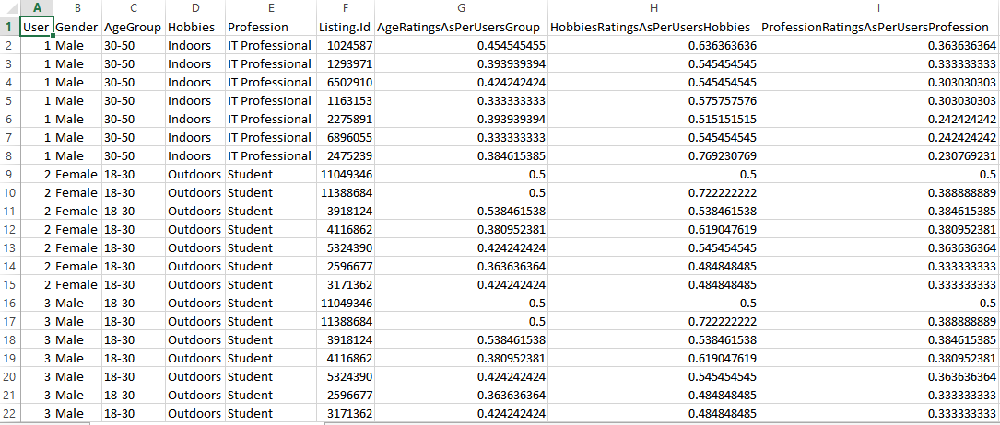 A B C D E F G H I
1 User Gender AgeGroup Hobbies Profession Listing.Id AgeRatingsAsPerUsersGroup HobbiesRatingsAsPerUsersHobbies ProfessionRatingsAsPerUsersProfession
2 1 Male 30-50 Indoors IT Professional 1024587 0.454545455 0.636363636 0.363636364
3 1 Male 30-50 Indoors IT Professional 1293971 0.393939394 0.545454545 0.333333333
4 1 Male 30-50 Indoors IT Professional 6502910 0.424242424 0.545454545 0.303030303
5 1 Male 30-50 Indoors IT Professional 1163153 0.333333333 0.575757576 0.303030303
6 1 Male 30-50 Indoors IT Professional 2275891 0.393939394 0.515151515 0.242424242
7 1 Male 30-50 Indoors IT Professional 6896055 0.333333333 0.545454545 0.242424242
8 1 Male 30-50 Indoors IT Professional 2475239 0.384615385 0.769230769 0.230769231
9 2 Female 18-30 Outdoors Student 11049346 0.5 0.5 0.5
10 2 Female 18-30 Outdoors Student 11388684 0.5 0.722222222 0.388888889
11 2 Female 18-30 Outdoors Student 3918124 0.538461538 0.538461538 0.384615385
12 2 Female 18-30 Outdoors Student 4116862 0.380952381 0.619047619 0.380952381
13 2 Female 18-30 Outdoors Student 5324390 0.424242424 0.545454545 0.363636364
14 2 Female 18-30 Outdoors Student 2596677 0.363636364 0.484848485 0.333333333
15 2 Female 18-30 Outdoors Student 3171362 0.424242424 0.484848485 0.333333333
16 3 Male 18-30 Outdoors Student 11049346 0.5 0.5 0.5
17 3 Male 18-30 Outdoors Student 11388684 0.5 0.722222222 0.388888889
18 3 Male 18-30 Outdoors Student 3918124 0.538461538 0.538461538 0.384615385
19 3 Male 18-30 Outdoors Student 4116862 0.380952381 0.619047619 0.380952381
20 3 Male 18-30 Outdoors Student 5324390 0.424242424 0.545454545 0.363636364
21 3 Male 18-30 Outdoors Student 2596677 0.363636364 0.484848485 0.333333333
22 3 Male 18-30 Outdoors Student 3171362 0.424242424 0.484848485 0.333333333